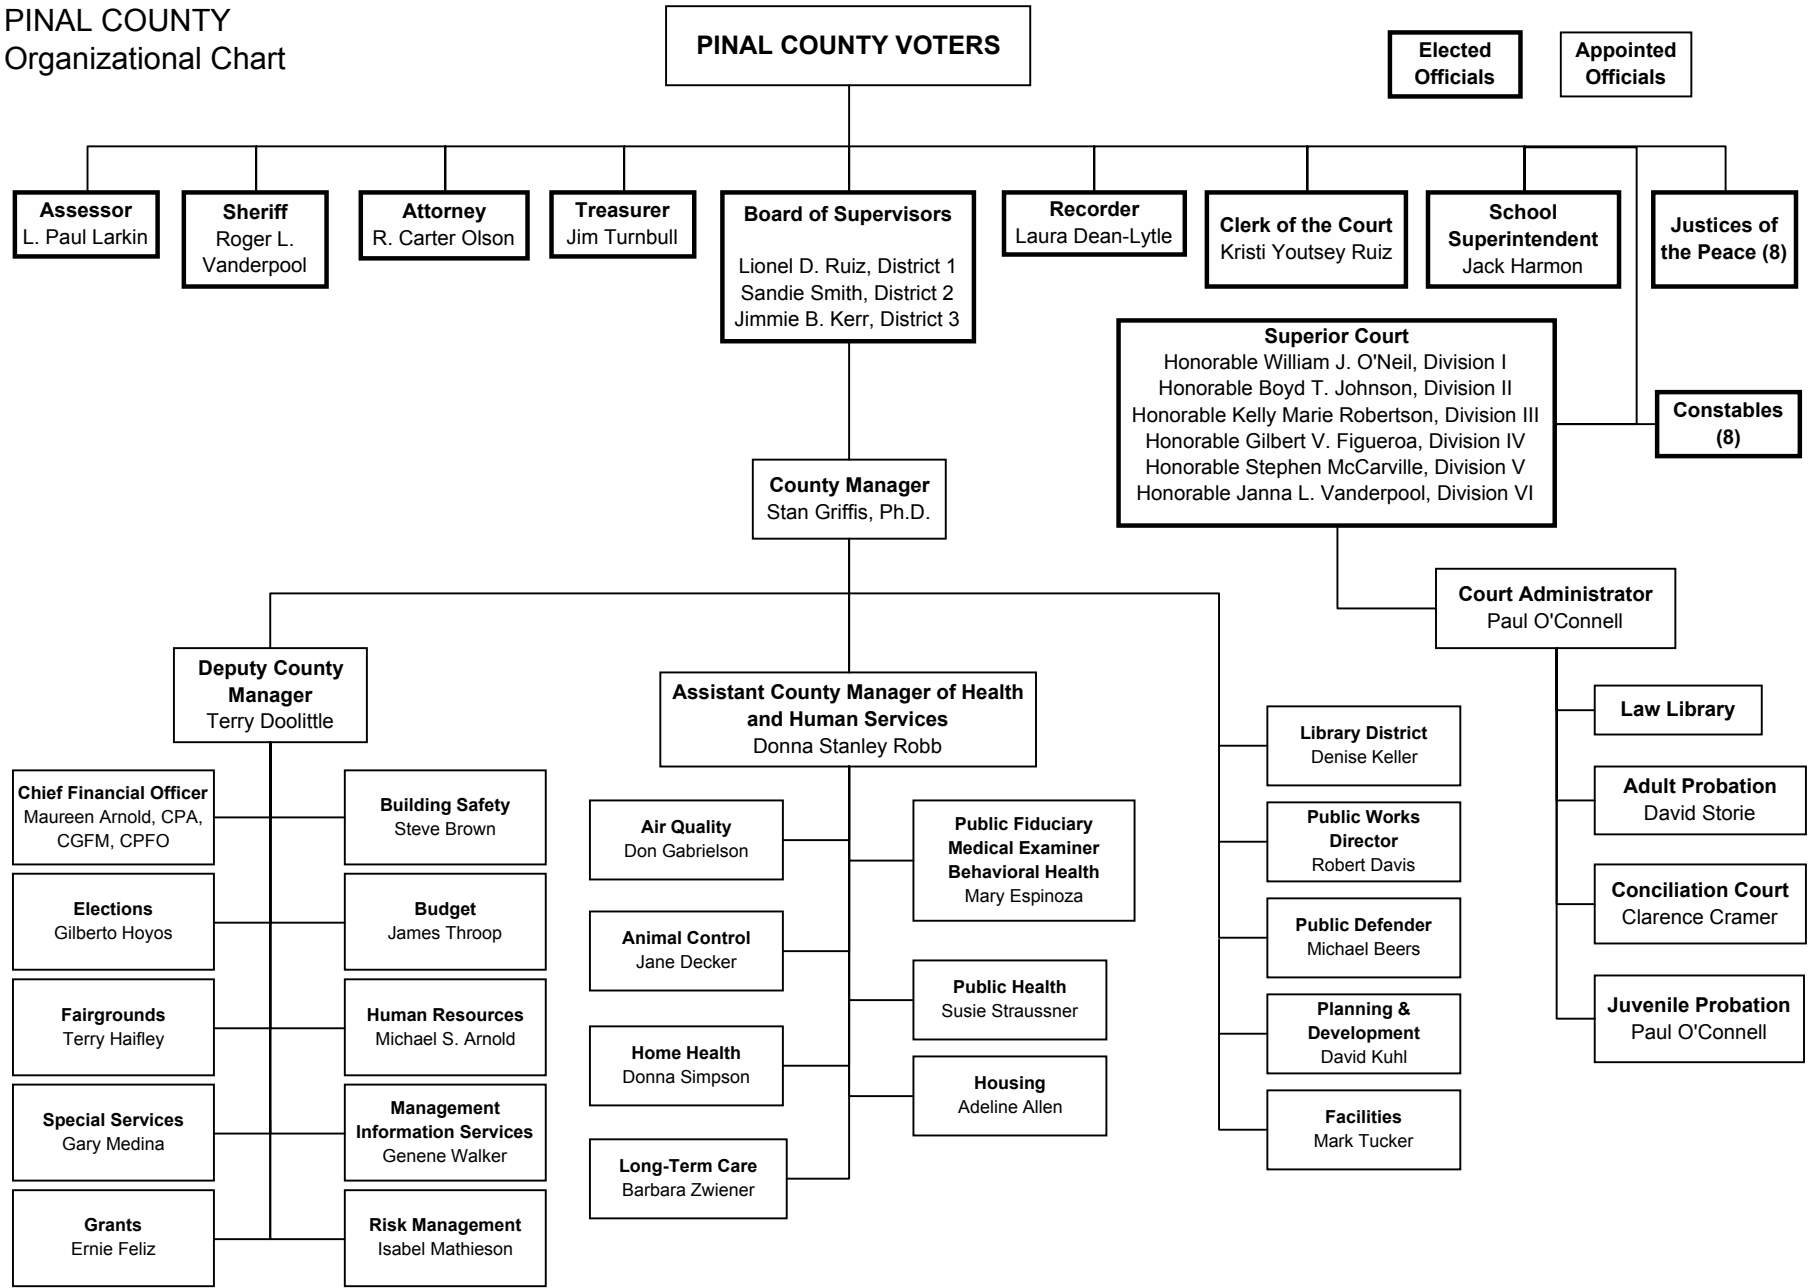 PINAL COUNTY
Organizational Chart
PINAL COUNTY VOTERS
Elected
Officials
Appointed
Officials
Assessor
L. Paul Larkin
Sheriff
Roger L.
Vanderpool
Attorney
R. Carter Olson
Treasurer
Jim Turnbull
Board of Supervisors
Lionel D. Ruiz, District 1
Sandie Smith, District 2
Jimmie B. Kerr, District 3
Recorder
Laura Dean-Lytle
Clerk of the Court
Kristi Youtsey Ruiz
School
Superintendent
Jack Harmon
Justices of
the Peace (8)
Superior Court
Honorable William J. O'Neil, Division I
Honorable Boyd T. Johnson, Division II
Honorable Kelly Marie Robertson, Division III
Honorable Gilbert V. Figueroa, Division IV
Honorable Stephen McCarville, Division V
Honorable Janna L. Vanderpool, Division VI
Constables
(8)
County Manager
Stan Griffis, Ph.D.
Court Administrator
Paul O'Connell
Deputy County
Manager
Terry Doolittle
Assistant County Manager of Health
and Human Services
Donna Stanley Robb
Chief Financial Officer
Maureen Arnold, CPA,
CGFM, CPFO
Building Safety
Steve Brown
Elections
Gilberto Hoyos
Budget
James Throop
Fairgrounds
Terry Haifley
Human Resources
Michael S. Arnold
Special Services
Gary Medina
Management
Information Services
Genene Walker
Grants
Ernie Feliz
Risk Management
Isabel Mathieson
Air Quality
Don Gabrielson
Public Fiduciary
Medical Examiner
Behavioral Health
Mary Espinoza
Animal Control
Jane Decker
Public Health
Susie Straussner
Home Health
Donna Simpson
Housing
Adeline Allen
Long-Term Care
Barbara Zwiener
Library District
Denise Keller
Public Works
Director
Robert Davis
Public Defender
Michael Beers
Planning &
Development
David Kuhl
Facilities
Mark Tucker
Law Library
Adult Probation
David Storie
Conciliation Court
Clarence Cramer
Juvenile Probation
Paul O'Connell